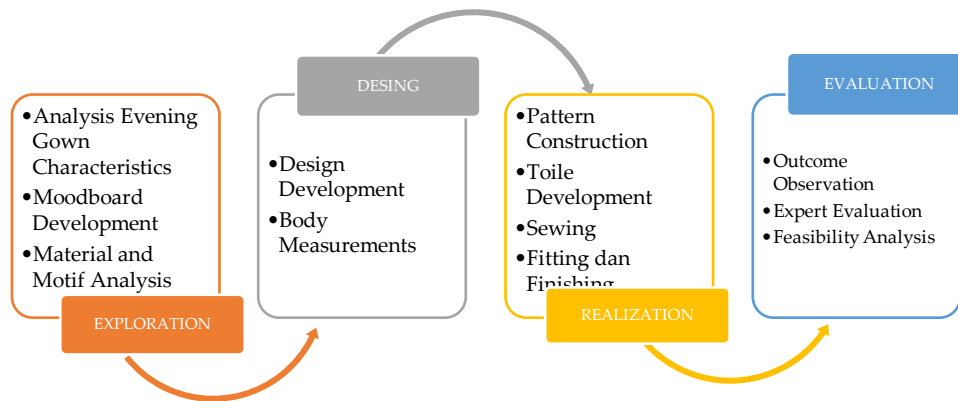 •Analysis Evening
Gown
Characteristics
•Moodboard
Development
•Material and
Motif Analysis
EXPLORATION
DESING
•Design
Development
•Body
Measurements
•Pattern
Construction
•Toile
Development
•Sewing
•Fitting dan
Finishing
REALIZATION
EVALUATION
•Outcome
Observation
•Expert Evaluation
•Feasibility Analysis